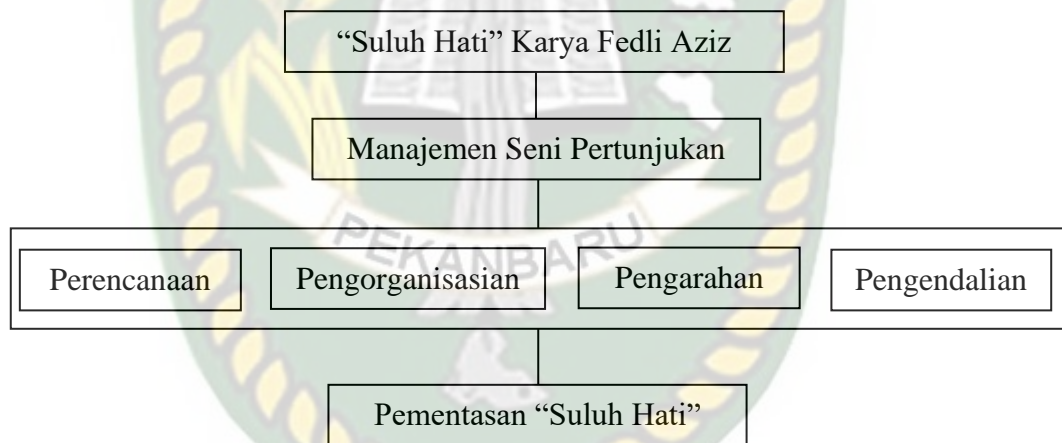 “Suluh Hati” Karya Fedli Aziz
Manajemen Seni Pertunjukan
PEKANBARU
Perencanaan
Pengorganisasian
Pengarahan
Pengendalian
Pementasan “Suluh Hati”